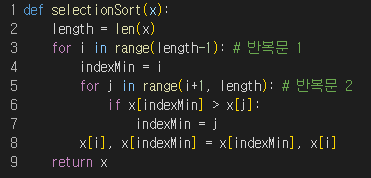 1 def selectionSort(x):
2     length = len(x)
3     for i in range(length-1): # 반복문 1
4         indexMin = i
5         for j in range(i+1, length): # 반복문 2
6             if x[indexMin] > x[j]:
7                 indexMin = j
8         x[i], x[indexMin] = x[indexMin], x[i]
9     return x